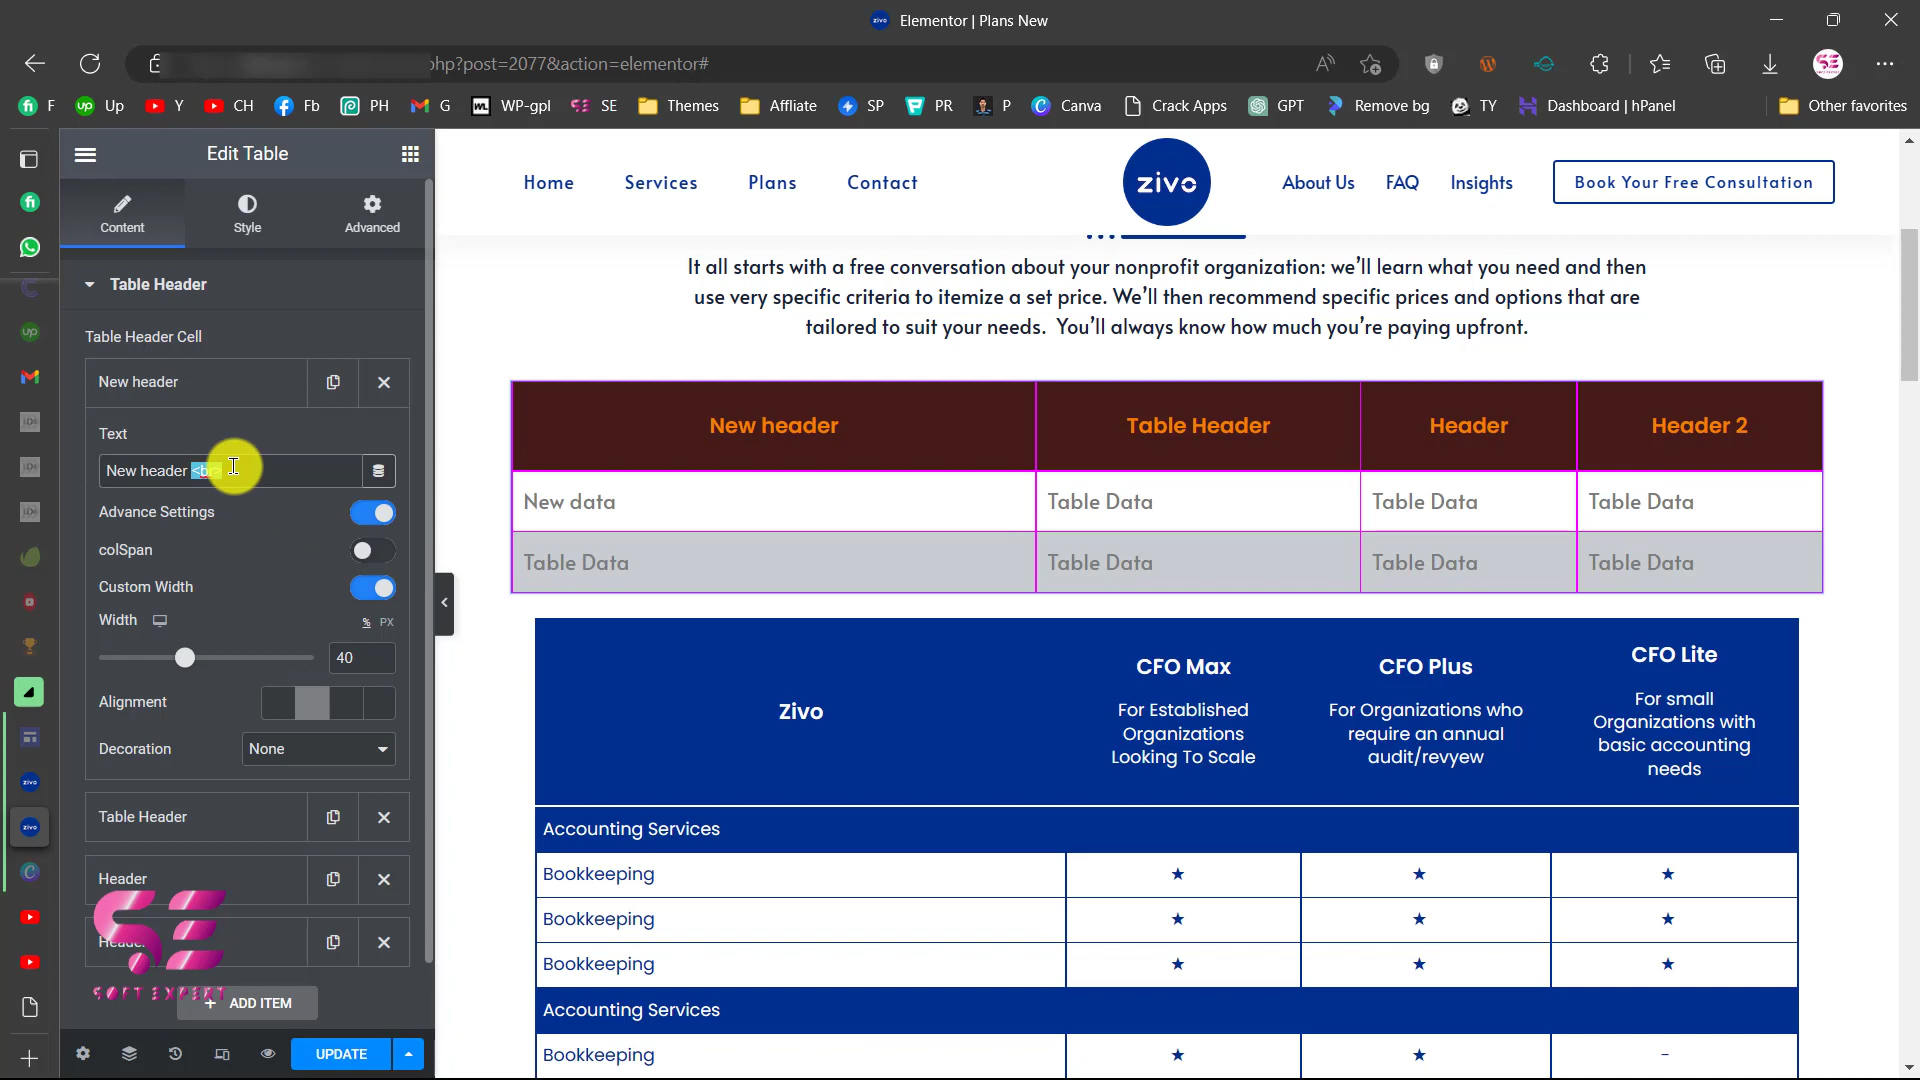 zivo Elementor | Plans New
hp?post=2077&action=elementor#
F Up Y CH Fb PH G WP-gpl SE Themes Affliate SP PR P Canva Crack Apps GPT Remove bg TY Dashboard | hPanel Other favorites
Edit Table
Content Style Advanced
Table Header
Table Header Cell
New header
Text
New header <br>
Advance Settings
colSpan
Custom Width
Width % PX
40
Alignment
Decoration None
Table Header
Header
Header
SOFT EXPERT
+ ADD ITEM
UPDATE
Home Services Plans Contact zivo About Us FAQ Insights Book Your Free Consultation
It all starts with a free conversation about your nonprofit organization: we’ll learn what you need and then
use very specific criteria to itemize a set price. We’ll then recommend specific prices and options that are
tailored to suit your needs. You’ll always know how much you’re paying upfront.
New header Table Header Header Header 2
New data Table Data Table Data Table Data
Table Data Table Data Table Data Table Data
Zivo
CFO Max
For Established
Organizations
Looking To Scale
CFO Plus
For Organizations who
require an annual
audit/revyew
CFO Lite
For small
Organizations with
basic accounting
needs
Accounting Services
Bookkeeping ★ ★ ★
Bookkeeping ★ ★ ★
Bookkeeping ★ ★ ★
Accounting Services
Bookkeeping ★ ★ –